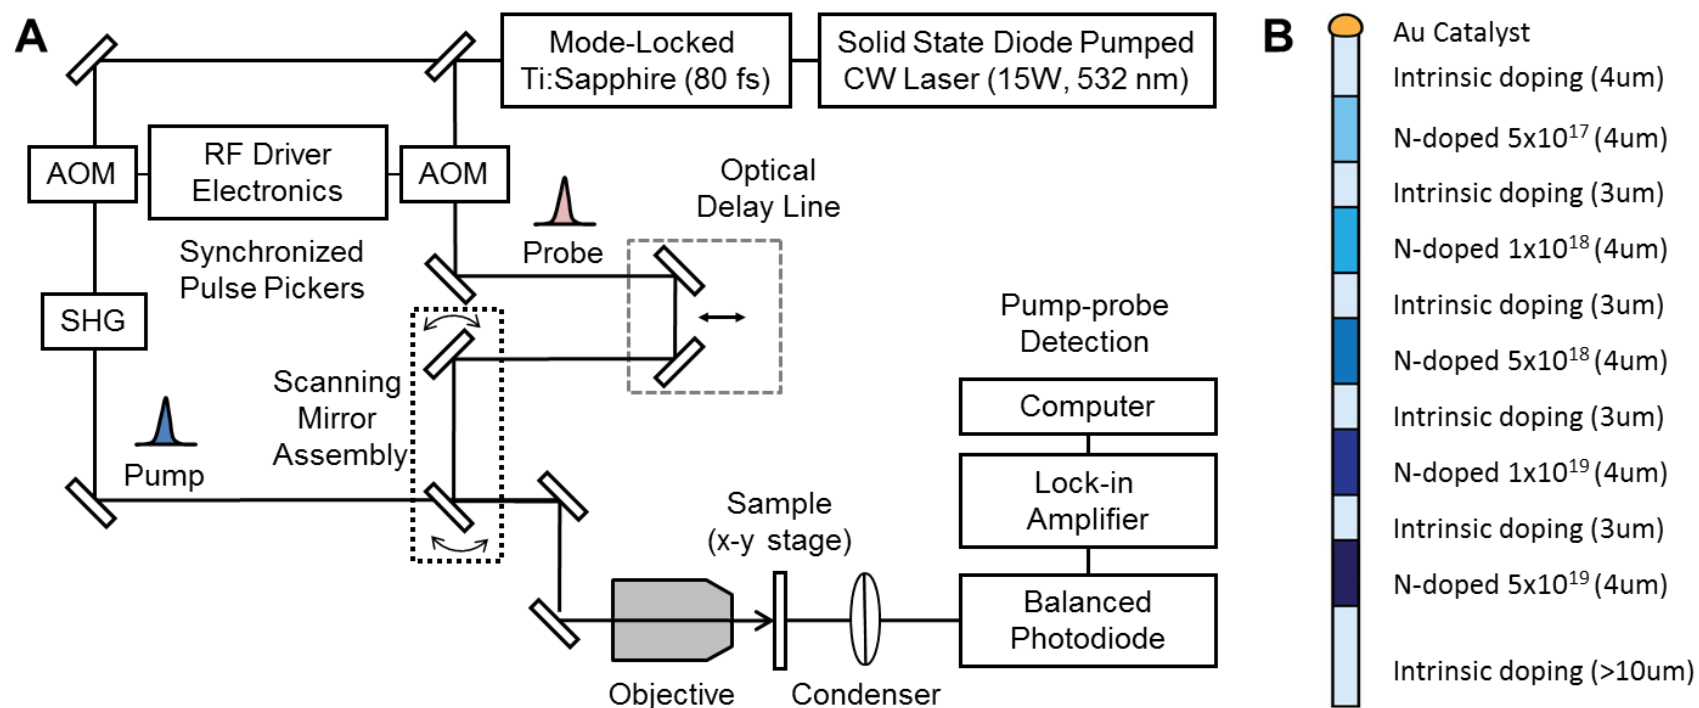 A
Mode-Locked
Ti:Sapphire (80 fs)
Solid State Diode Pumped
CW Laser (15W, 532 nm)
AOM
RF Driver
Electronics
AOM
Synchronized
Pulse Pickers
Probe
Optical
Delay Line
SHG
Scanning
Mirror
Assembly
Pump
Pump-probe
Detection
Computer
Lock-in
Amplifier
Balanced
Photodiode
Sample
(x-y stage)
Objective
Condenser
B
Au Catalyst
Intrinsic doping (4um)
N-doped 5x10¹⁷ (4um)
Intrinsic doping (3um)
N-doped 1x10¹⁸ (4um)
Intrinsic doping (3um)
N-doped 5x10¹⁸ (4um)
Intrinsic doping (3um)
N-doped 1x10¹⁹ (4um)
Intrinsic doping (3um)
N-doped 5x10¹⁹ (4um)
Intrinsic doping (>10um)